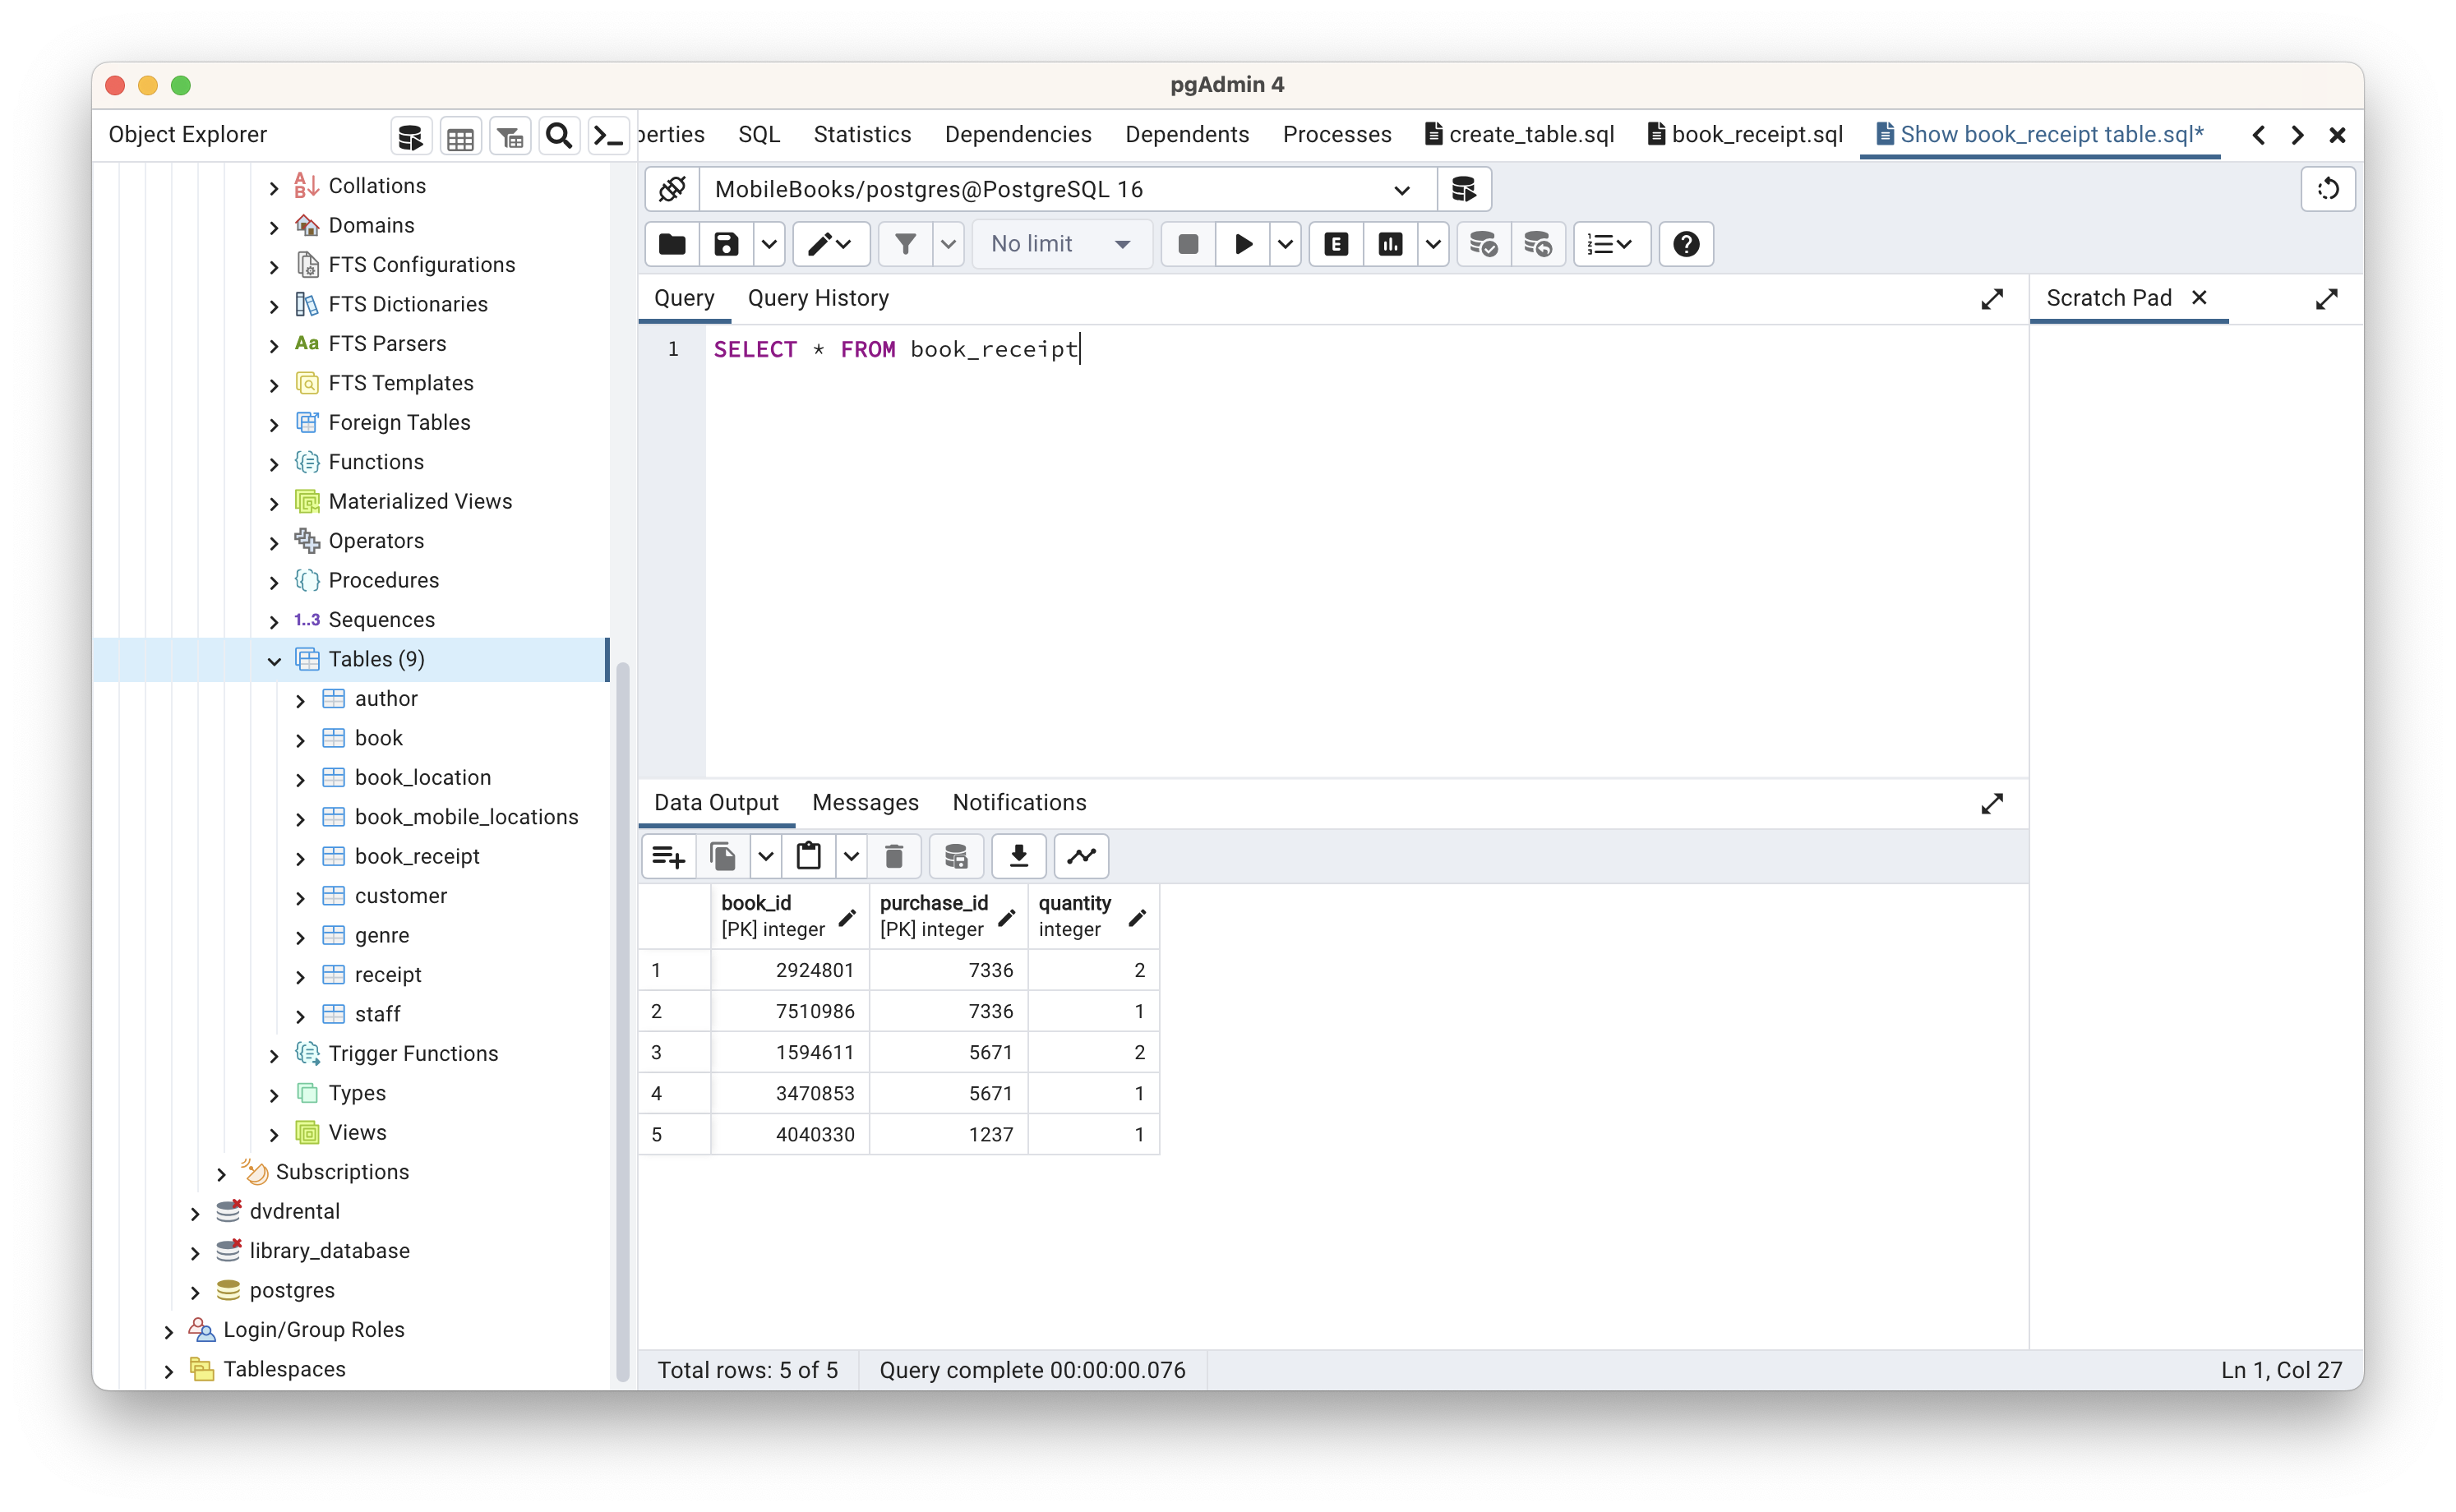 pgAdmin 4
Object Explorer
perties SQL Statistics Dependencies Dependents Processes create_table.sql book_receipt.sql Show book_receipt table.sql*
Collations
Domains
FTS Configurations
FTS Dictionaries
Aa FTS Parsers
FTS Templates
Foreign Tables
Functions
Materialized Views
Operators
Procedures
1..3 Sequences
Tables (9)
author
book
book_location
book_mobile_locations
book_receipt
customer
genre
receipt
staff
Trigger Functions
Types
Views
Subscriptions
dvdrental
library_database
postgres
Login/Group Roles
Tablespaces
MobileBooks/postgres@PostgreSQL 16
No limit E
Query Query History
Scratch Pad
1 SELECT * FROM book_receipt
Data Output Messages Notifications
book_id purchase_id quantity
[PK] integer [PK] integer integer
1 2924801 7336 2
2 7510986 7336 1
3 1594611 5671 2
4 3470853 5671 1
5 4040330 1237 1
Total rows: 5 of 5 Query complete 00:00:00.076 Ln 1, Col 27